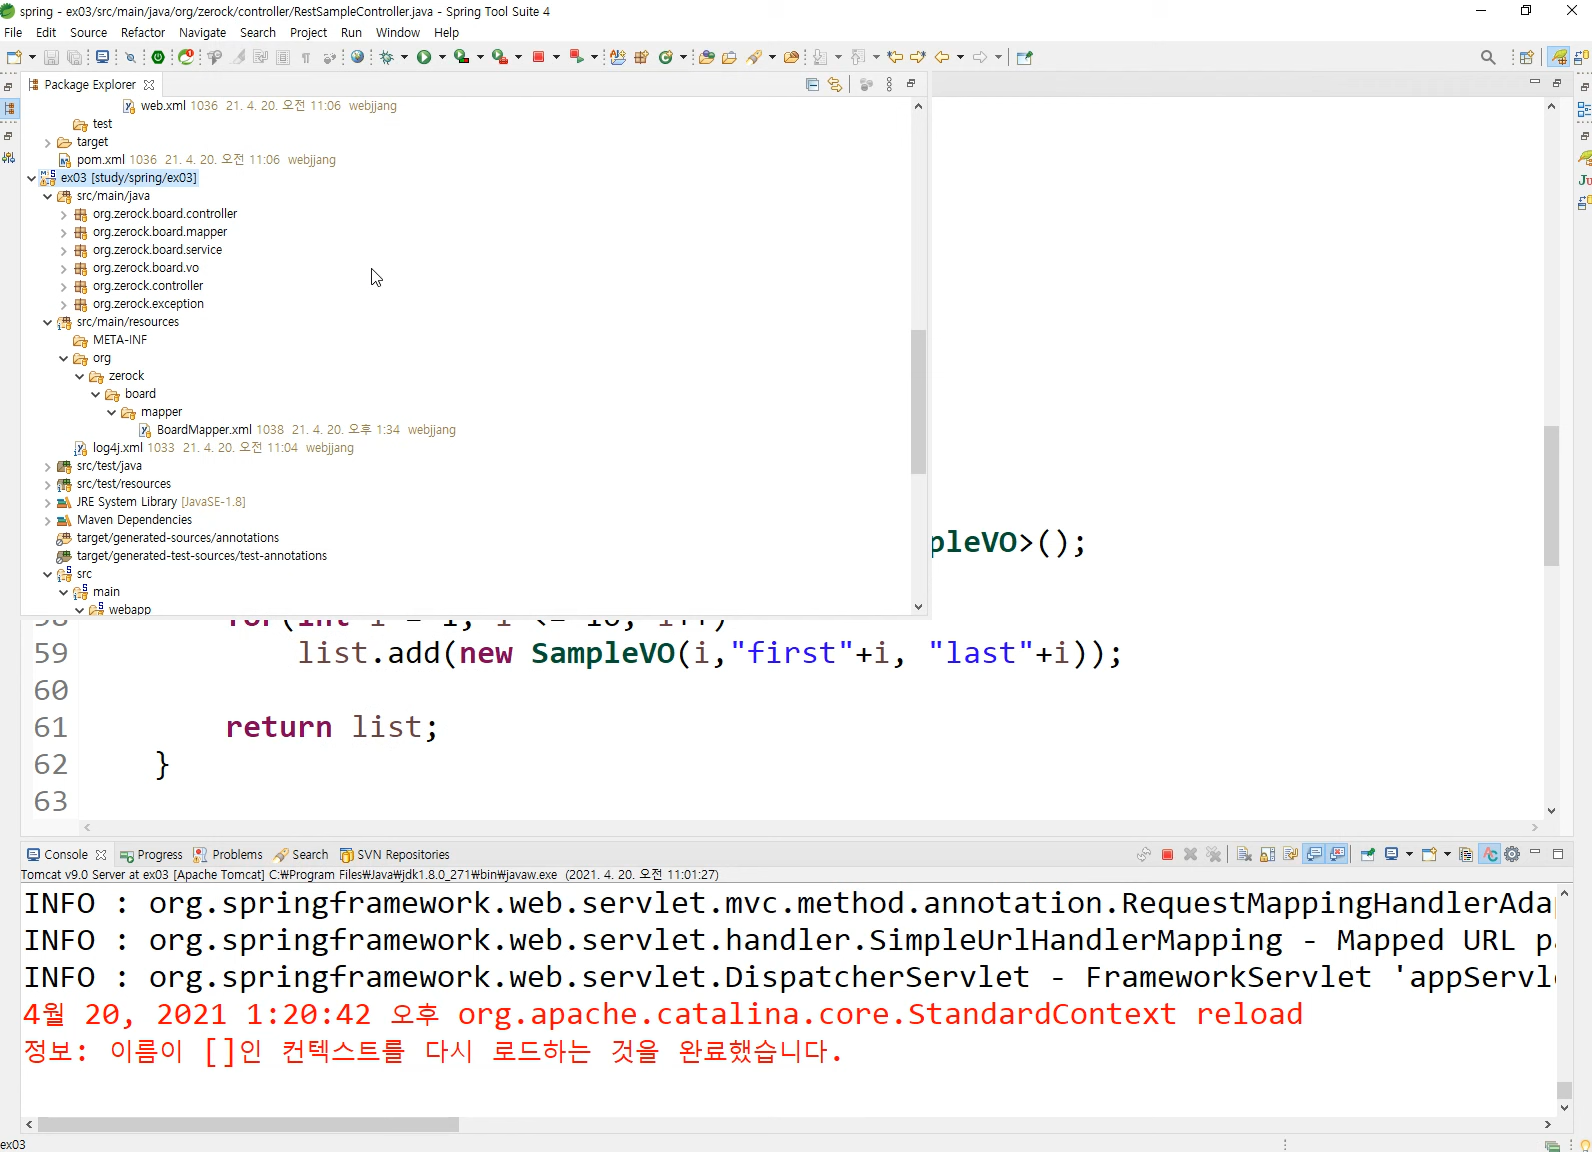 spring - ex03/src/main/java/org/zerock/controller/RestSampleController.java - Spring Tool Suite 4
File Edit Source Refactor Navigate Search Project Run Window Help
Package Explorer
web.xml 1036 21. 4. 20. 오전 11:06 webjjang
test
target
pom.xml 1036 21. 4. 20. 오전 11:06 webjjang
ex03 [study/spring/ex03]
src/main/java
org.zerock.board.controller
org.zerock.board.mapper
org.zerock.board.service
org.zerock.board.vo
org.zerock.controller
org.zerock.exception
src/main/resources
META-INF
org
zerock
board
mapper
BoardMapper.xml 1038 21. 4. 20. 오후 1:34 webjjang
log4j.xml 1033 21. 4. 20. 오전 11:04 webjjang
src/test/java
src/test/resources
JRE System Library [JavaSE-1.8]
Maven Dependencies
target/generated-sources/annotations
target/generated-test-sources/test-annotations
src
main
webapp
pleVO>();
59 list.add(new SampleVO(i,"first"+i, "last"+i));
60
61 return list;
62 }
63
Console Progress Problems Search SVN Repositories
Tomcat v9.0 Server at ex03 [Apache Tomcat] C:₩Program Files₩Java₩jdk1.8.0_271₩bin₩javaw.exe (2021. 4. 20. 오전 11:01:27)
INFO : org.springframework.web.servlet.mvc.method.annotation.RequestMappingHandlerAda
INFO : org.springframework.web.servlet.handler.SimpleUrlHandlerMapping - Mapped URL pa
INFO : org.springframework.web.servlet.DispatcherServlet - FrameworkServlet 'appServl
4월 20, 2021 1:20:42 오후 org.apache.catalina.core.StandardContext reload
정보: 이름이 []인 컨텍스트를 다시 로드하는 것을 완료했습니다.
ex03